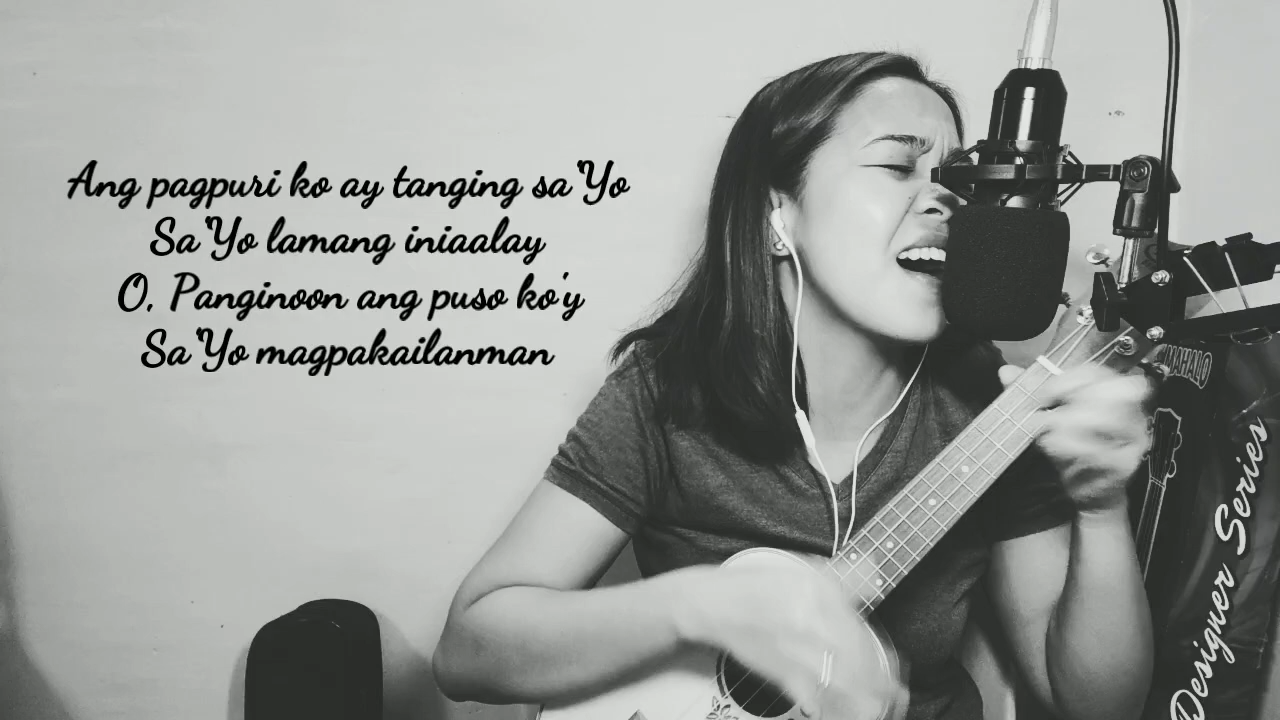 Ang pagpuri ko ay tanging sa 'Yo
Sa 'Yo lamang iniaalay
O, Panginoon ang puso ko'y
Sa 'Yo magpakailanman
MAHALO
Designer Series